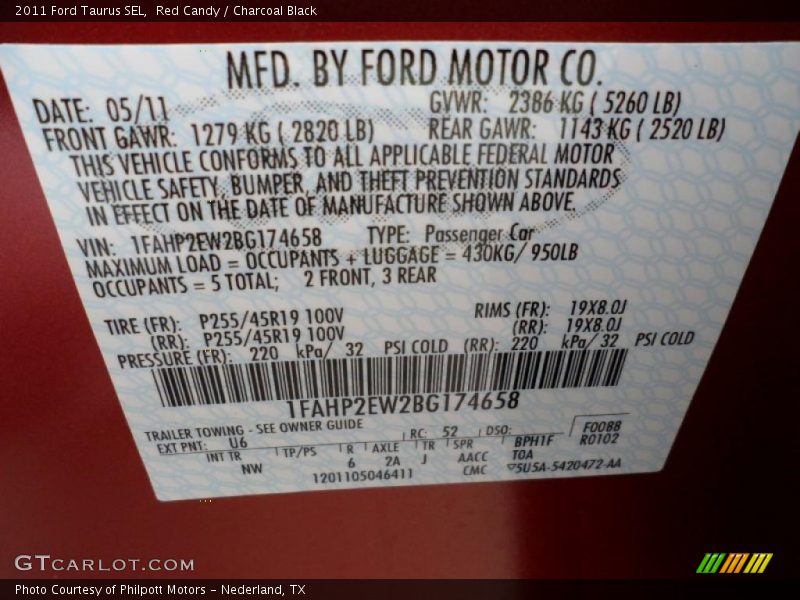 2011 Ford Taurus SEL,  Red Candy / Charcoal Black
MFD. BY FORD MOTOR CO.
DATE: 05/11 GVWR: 2386 KG ( 5260 LB)
FRONT GAWR: 1279 KG ( 2820 LB) REAR GAWR: 1143 KG ( 2520 LB)
THIS VEHICLE CONFORMS TO ALL APPLICABLE FEDERAL MOTOR
VEHICLE SAFETY, BUMPER, AND THEFT PREVENTION STANDARDS
IN EFFECT ON THE DATE OF MANUFACTURE SHOWN ABOVE.
VIN: 1FAHP2EW2BG174658 TYPE: Passenger Car
MAXIMUM LOAD = OCCUPANTS + LUGGAGE = 430KG/ 950LB
OCCUPANTS = 5 TOTAL; 2 FRONT, 3 REAR
TIRE (FR): P255/45R19 100V RIMS (FR): 19X8.0J
(RR): P255/45R19 100V (RR): 19X8.0J
PRESSURE (FR): 220 kPa/ 32 PSI COLD (RR): 220 kPa/ 32 PSI COLD
1FAHP2EW2BG174658
TRAILER TOWING - SEE OWNER GUIDE RC: 52 DSO: F0088
EXT PNT: U6 R0102
INT TR TP/PS R AXLE TR SPR BPH1F
NW 6 2A J AACC TOA
1201105046411 CMC 5U5A-5420472-AA
GTCARLOT.COM
Photo Courtesy of Philpott Motors - Nederland, TX